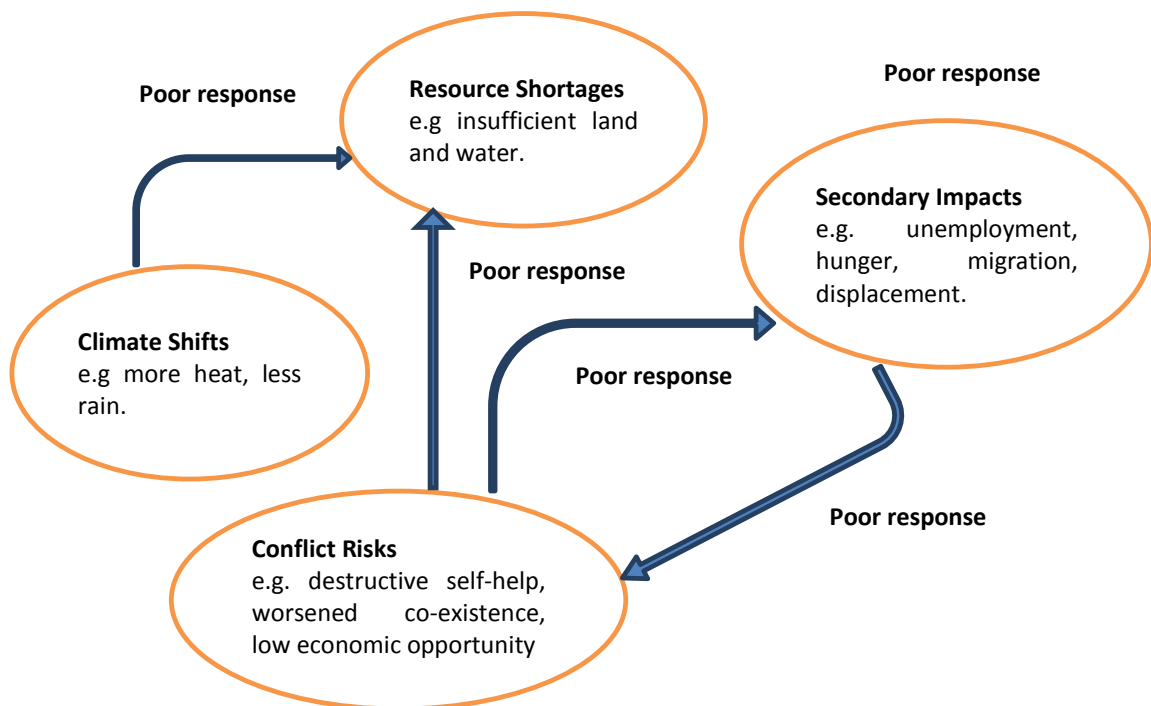 Poor response
Resource Shortages
e.g insufficient land
and water.
Poor response
Secondary Impacts
e.g. unemployment,
hunger, migration,
displacement.
Poor response
Climate Shifts
e.g more heat, less
rain.
Poor response
Poor response
Conflict Risks
e.g. destructive self-help,
worsened co-existence,
low economic opportunity